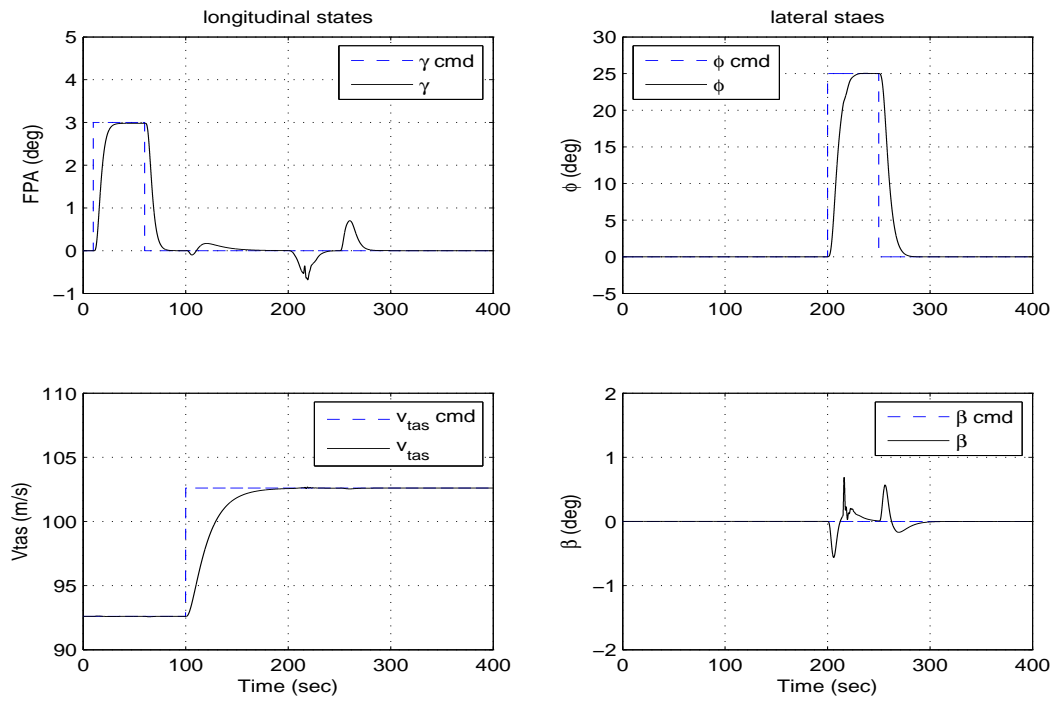 longitudinal states
5
4
3
2
1
0
−1
FPA (deg)
γ cmd
γ
0
100
200
300
400
lateral staes
30
25
20
15
10
5
0
−5
ϕ (deg)
ϕ cmd
ϕ
0
100
200
300
400
110
105
100
95
90
Vtas (m/s)
v_tas cmd
v_tas
0
100
200
300
400
Time (sec)
2
1
0
−1
−2
β (deg)
β cmd
β
0
100
200
300
400
Time (sec)